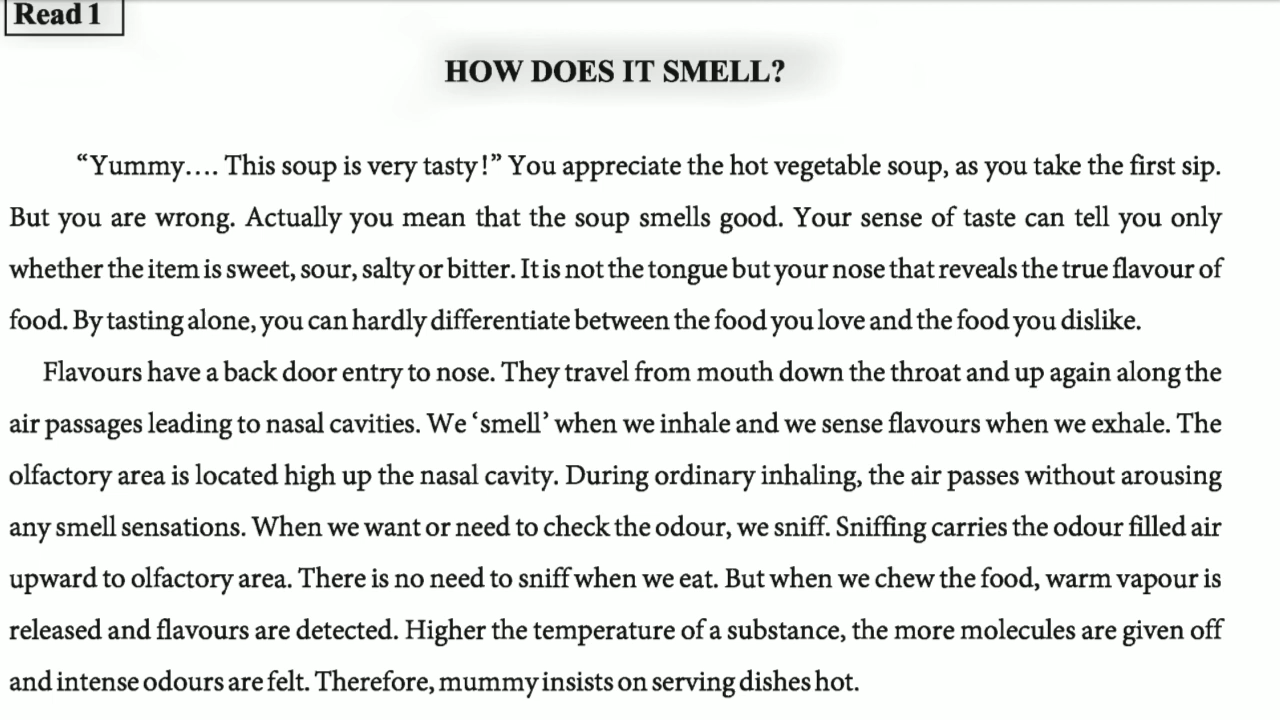 Read 1
HOW DOES IT SMELL?
“Yummy.... This soup is very tasty!” You appreciate the hot vegetable soup, as you take the first sip.
But you are wrong. Actually you mean that the soup smells good. Your sense of taste can tell you only
whether the item is sweet, sour, salty or bitter. It is not the tongue but your nose that reveals the true flavour of
food. By tasting alone, you can hardly differentiate between the food you love and the food you dislike.
Flavours have a back door entry to nose. They travel from mouth down the throat and up again along the
air passages leading to nasal cavities. We ‘smell’ when we inhale and we sense flavours when we exhale. The
olfactory area is located high up the nasal cavity. During ordinary inhaling, the air passes without arousing
any smell sensations. When we want or need to check the odour, we sniff. Sniffing carries the odour filled air
upward to olfactory area. There is no need to sniff when we eat. But when we chew the food, warm vapour is
released and flavours are detected. Higher the temperature of a substance, the more molecules are given off
and intense odours are felt. Therefore, mummy insists on serving dishes hot.